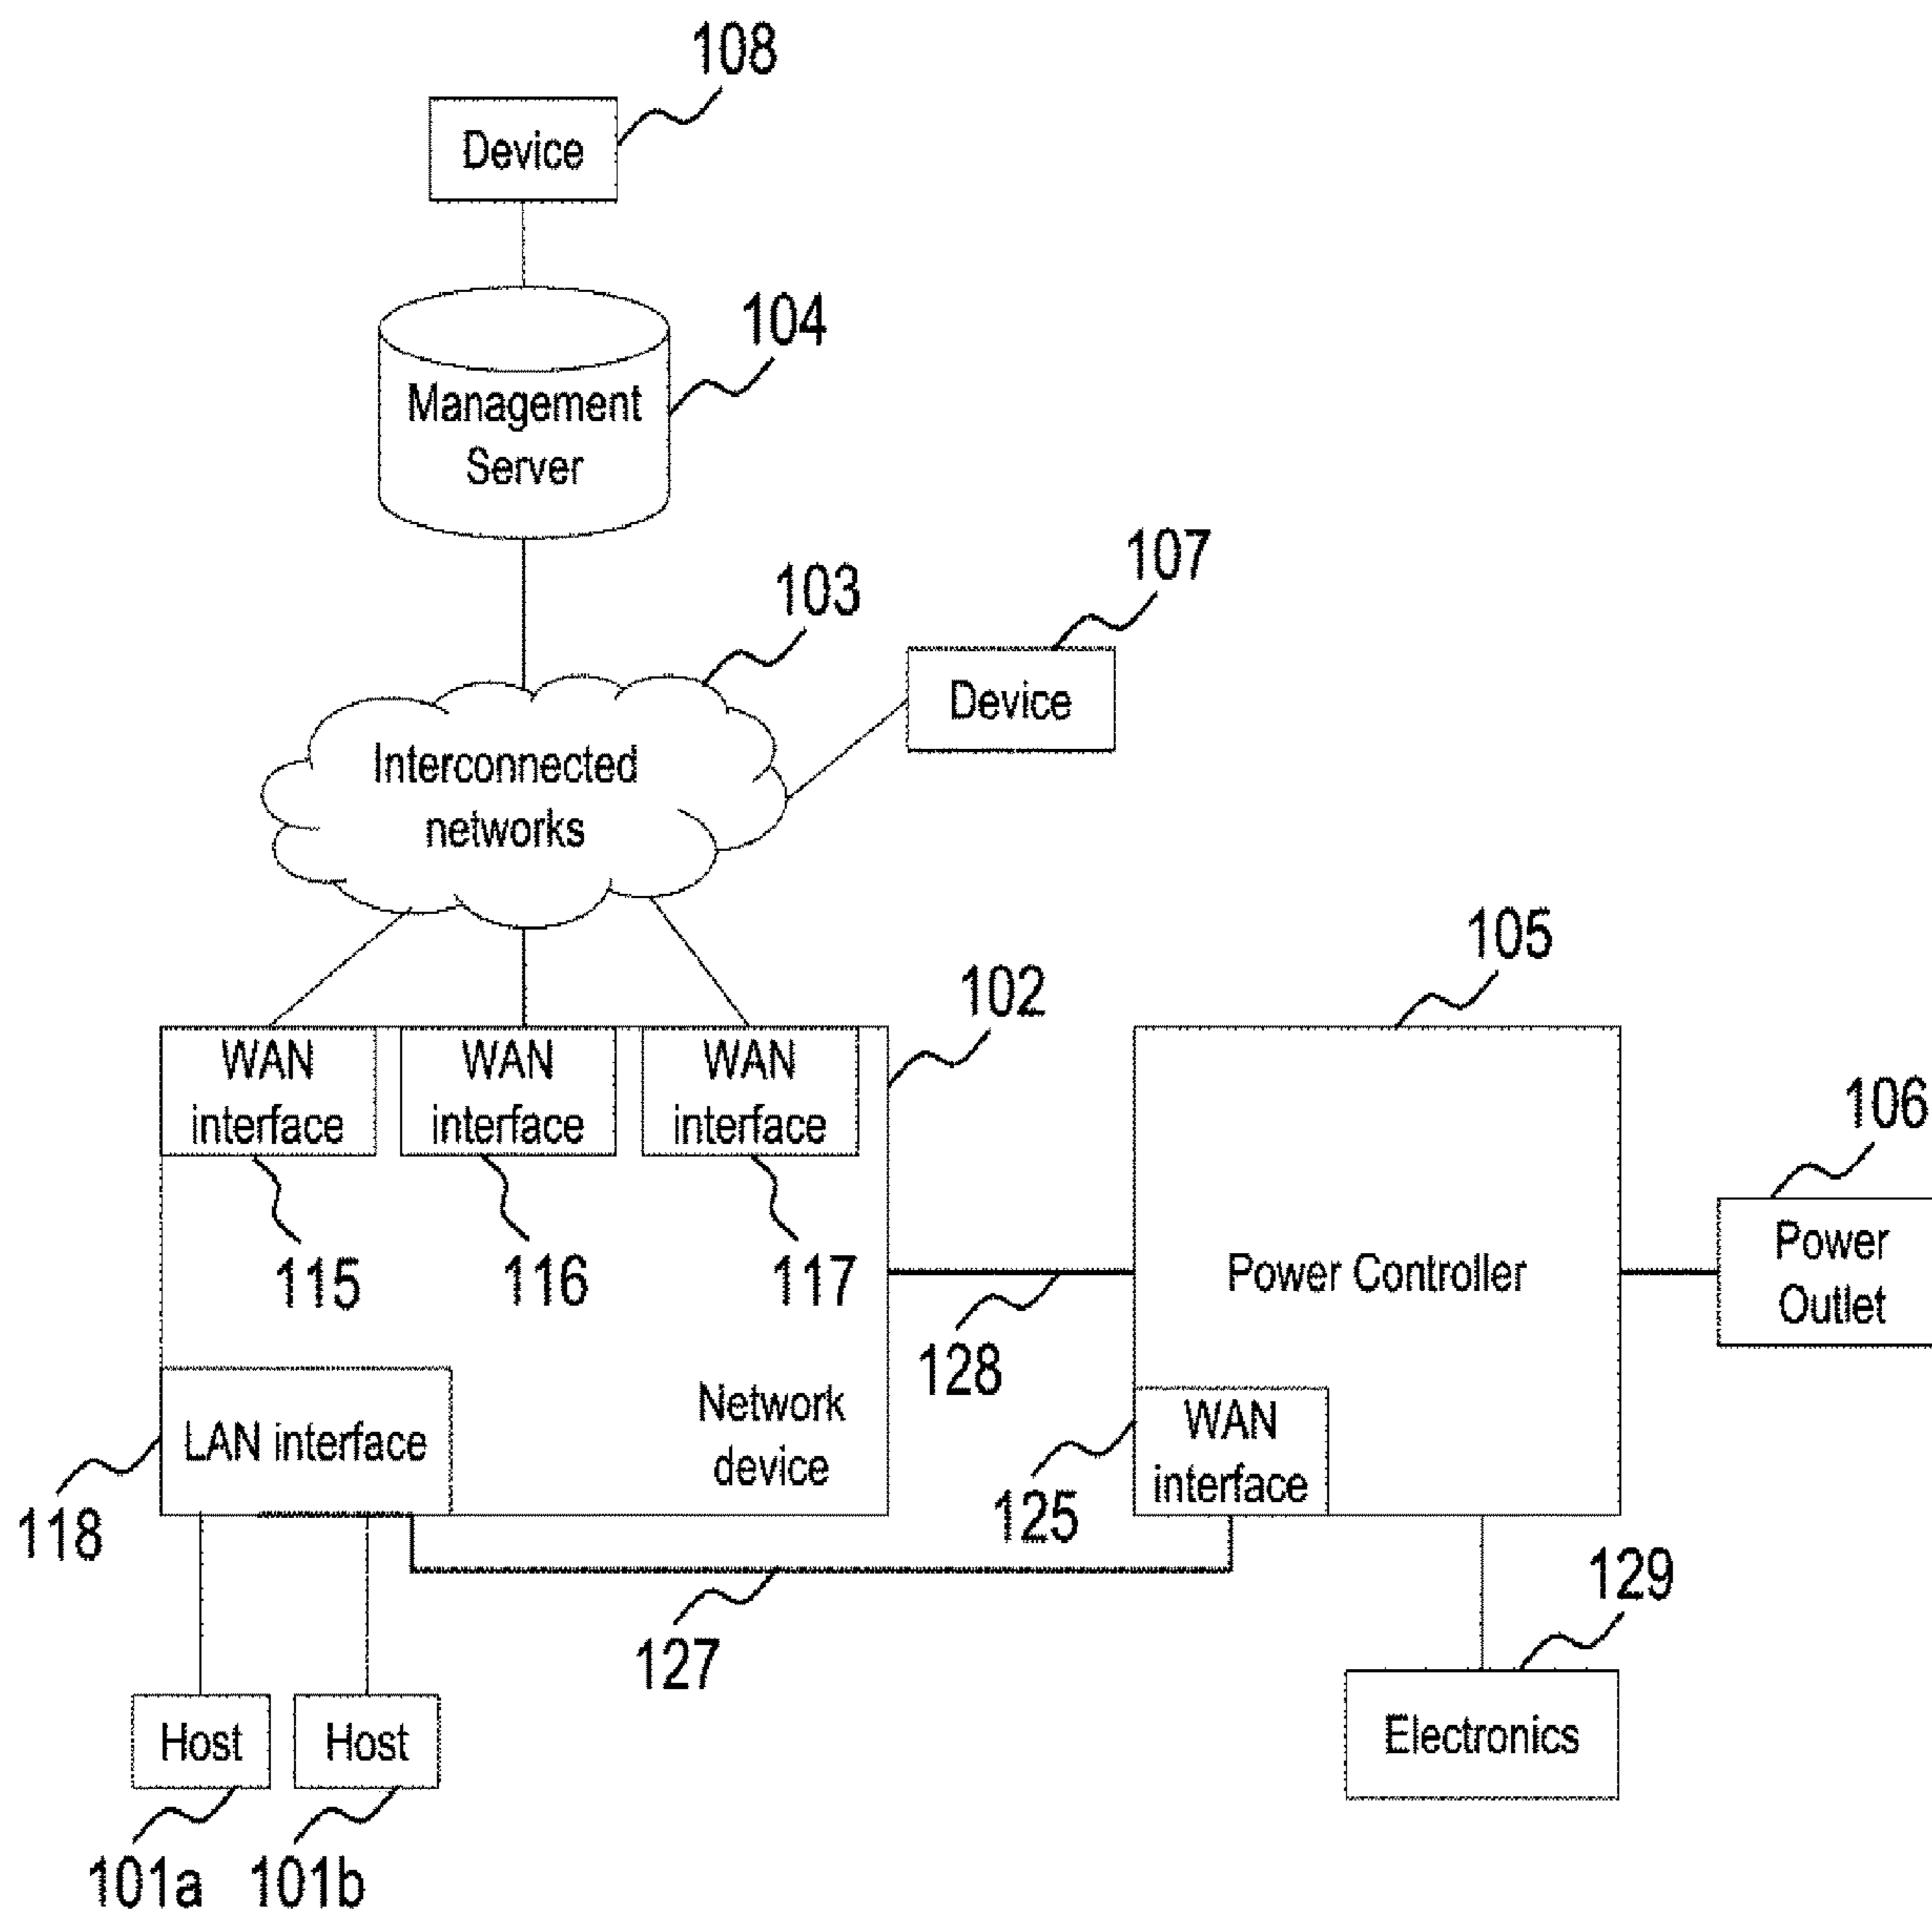 108
Device
104
Management
Server
107
103
Device
Interconnected
networks
105
102
WAN
interface
WAN
interface
WAN
interface
106
Power
Outlet
115
116
117
Power Controller
128
Network
device
LAN interface
WAN
interface
125
118
129
127
Host
Host
Electronics
101a
101b